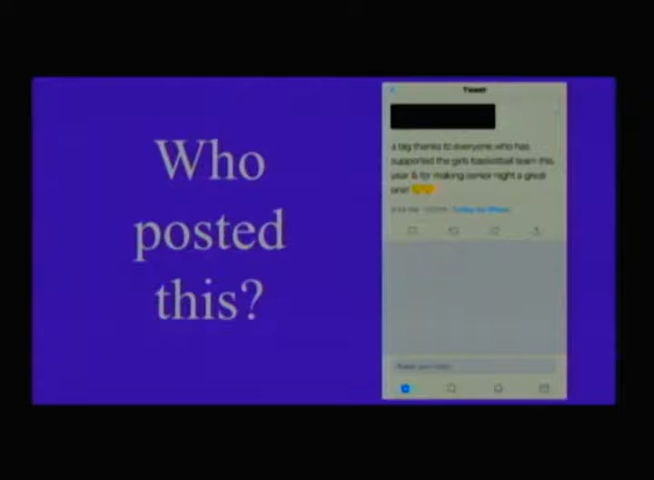 Who
posted
this?
Tweet
a big thanks to everyone who has
supported the girls basketball team this
year & for making senior night a great
one! 💛💛